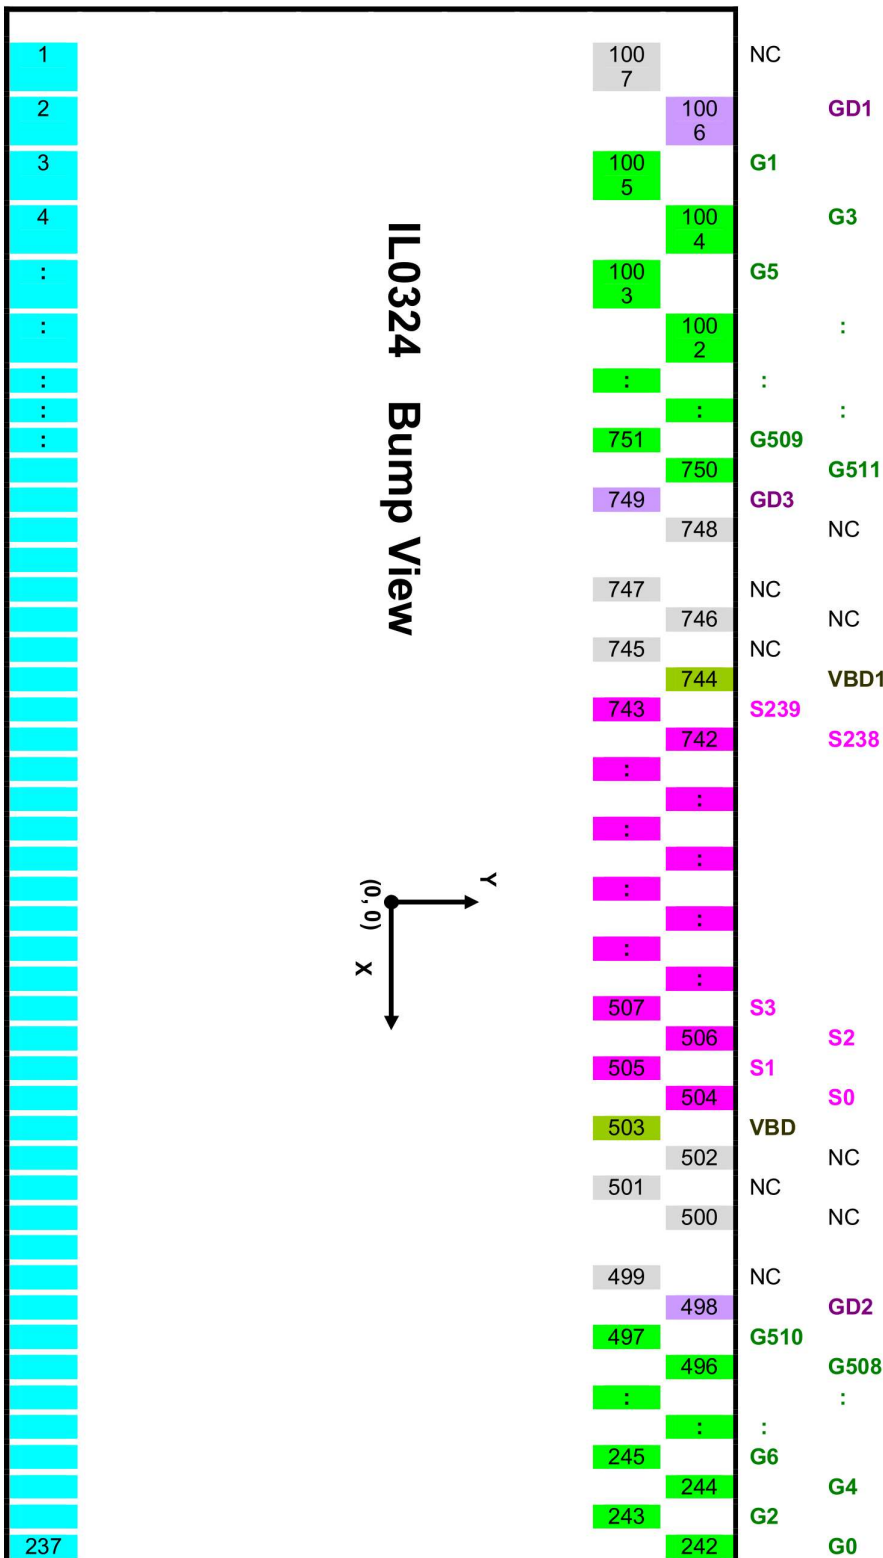 1 100 NC
7
2 100 GD1
6
3 100 G1
5
4 100 G3
4
: 100 G5
3
: 100 :
2
: : :
: : :
: 751 G509
750 G511
749 GD3
748 NC
747 NC
746 NC
745 NC
744 VBD1
743 S239
742 S238
:
:
:
:
:
:
:
:
507 S3
506 S2
505 S1
504 S0
503 VBD
502 NC
501 NC
500 NC
499 NC
498 GD2
497 G510
496 G508
: :
: :
245 G6
244 G4
243 G2
237 242 G0
IL0324 Bump View
Y
(0, 0)
X